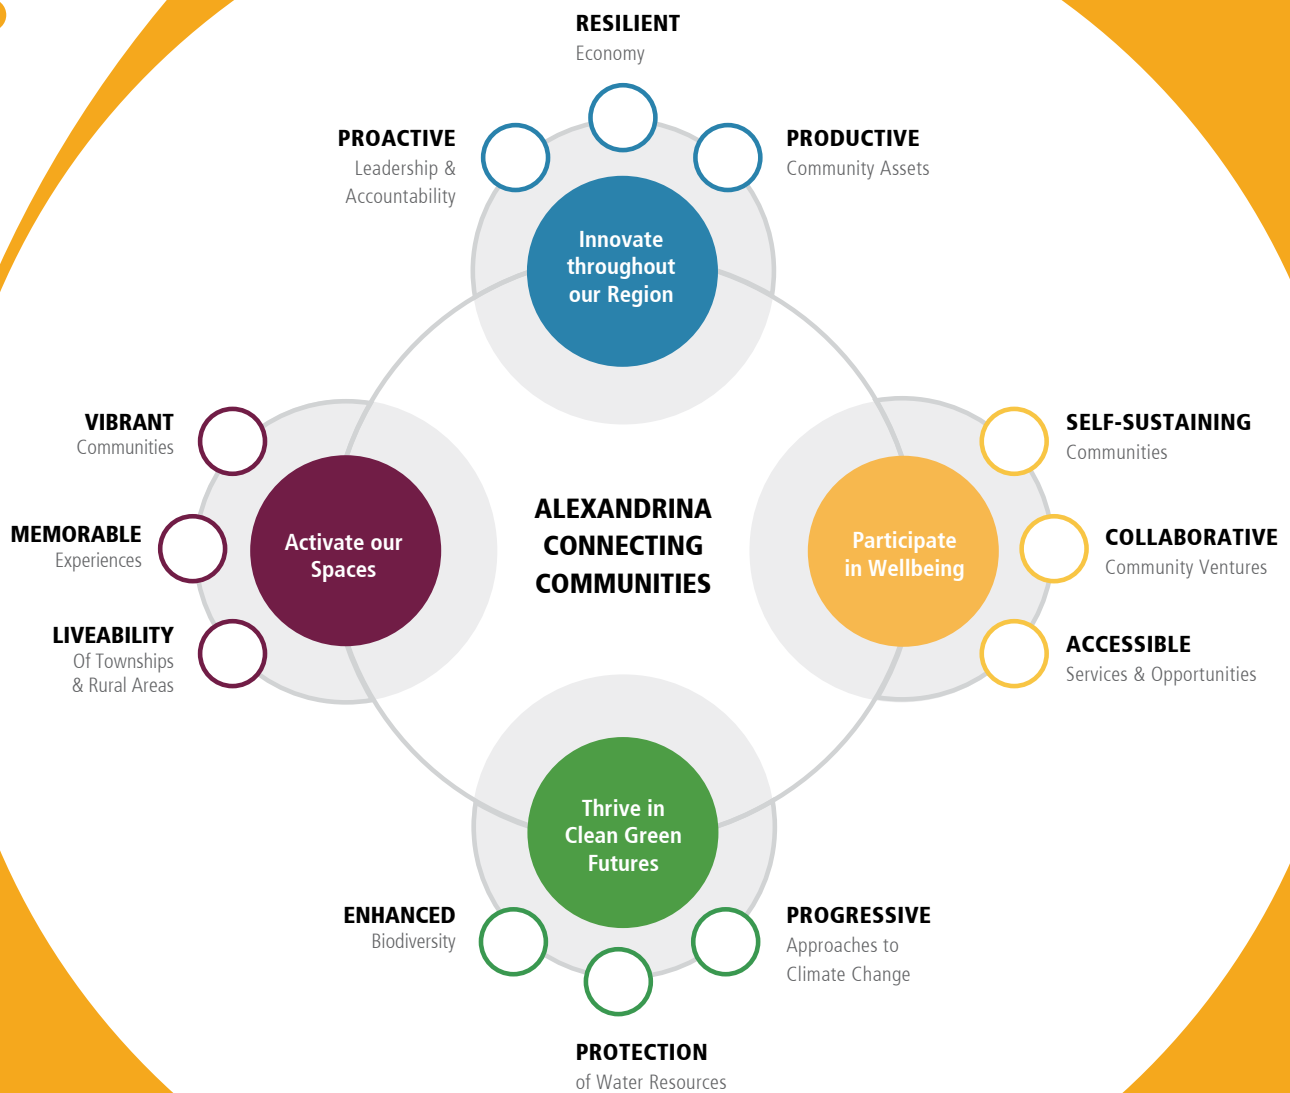 RESILIENT
Economy
PROACTIVE
Leadership &
Accountability
PRODUCTIVE
Community Assets
Innovate
throughout
our Region
VIBRANT
Communities
MEMORABLE
Experiences
LIVEABILITY
Of Townships
& Rural Areas
Activate our
Spaces
ALEXANDRINA
CONNECTING
COMMUNITIES
Participate
in Wellbeing
SELF-SUSTAINING
Communities
COLLABORATIVE
Community Ventures
ACCESSIBLE
Services & Opportunities
Thrive in
Clean Green
Futures
ENHANCED
Biodiversity
PROGRESSIVE
Approaches to
Climate Change
PROTECTION
of Water Resources